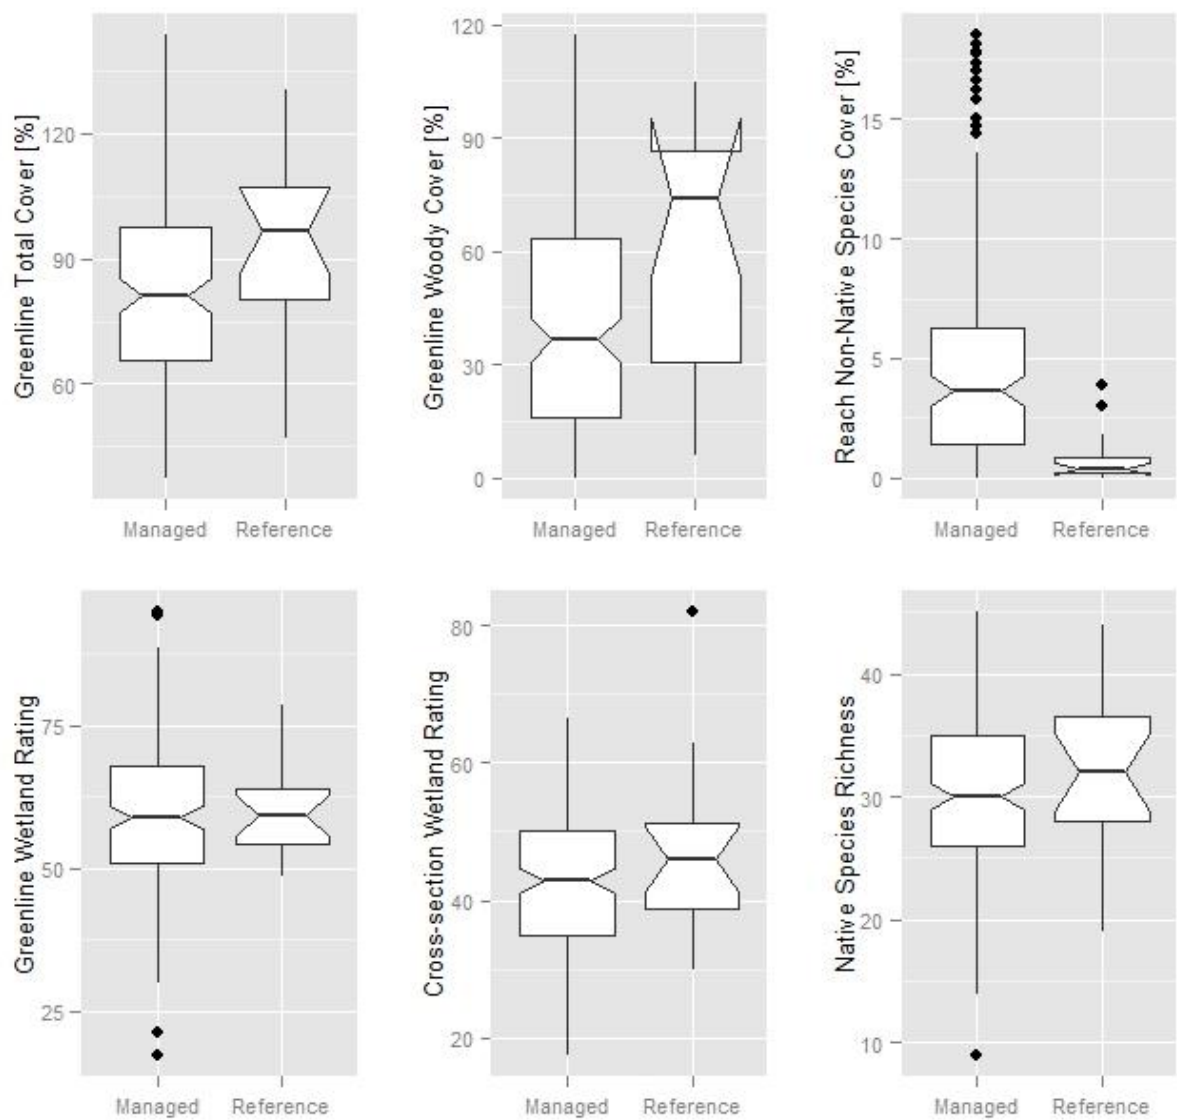 Greenline Total Cover [%]
120
90
60
Managed Reference
Greenline Woody Cover [%]
120
90
60
30
0
Managed Reference
Reach Non-Native Species Cover [%]
15
10
5
0
Managed Reference
Greenline Wetland Rating
75
50
25
Managed Reference
Cross-section Wetland Rating
80
60
40
20
Managed Reference
Native Species Richness
40
30
20
10
Managed Reference